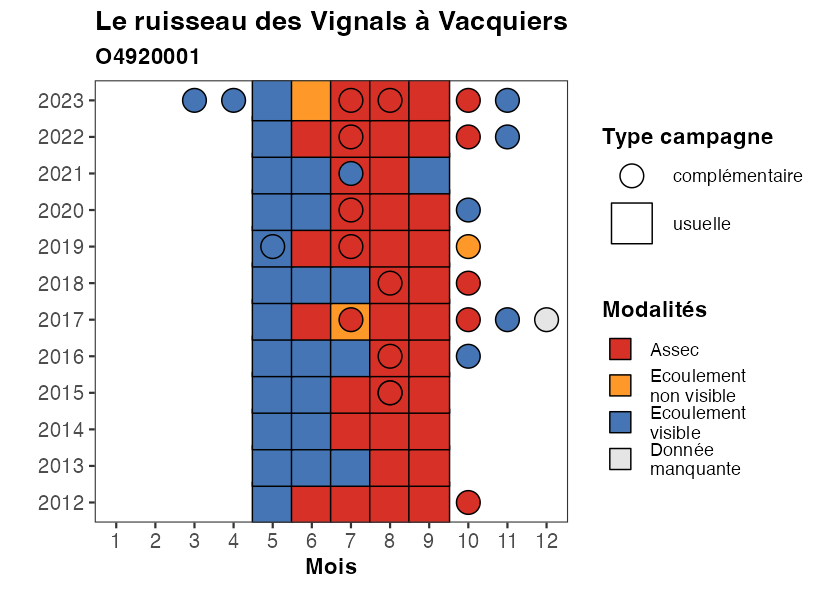 Le ruisseau des Vignals à Vacquiers
O4920001
2023
2022
2021
2020
2019
2018
2017
2016
2015
2014
2013
2012
1 2 3 4 5 6 7 8 9 10 11 12
Mois
Type campagne
complémentaire
usuelle
Modalités
Assec
Ecoulement
non visible
Ecoulement
visible
Donnée
manquante